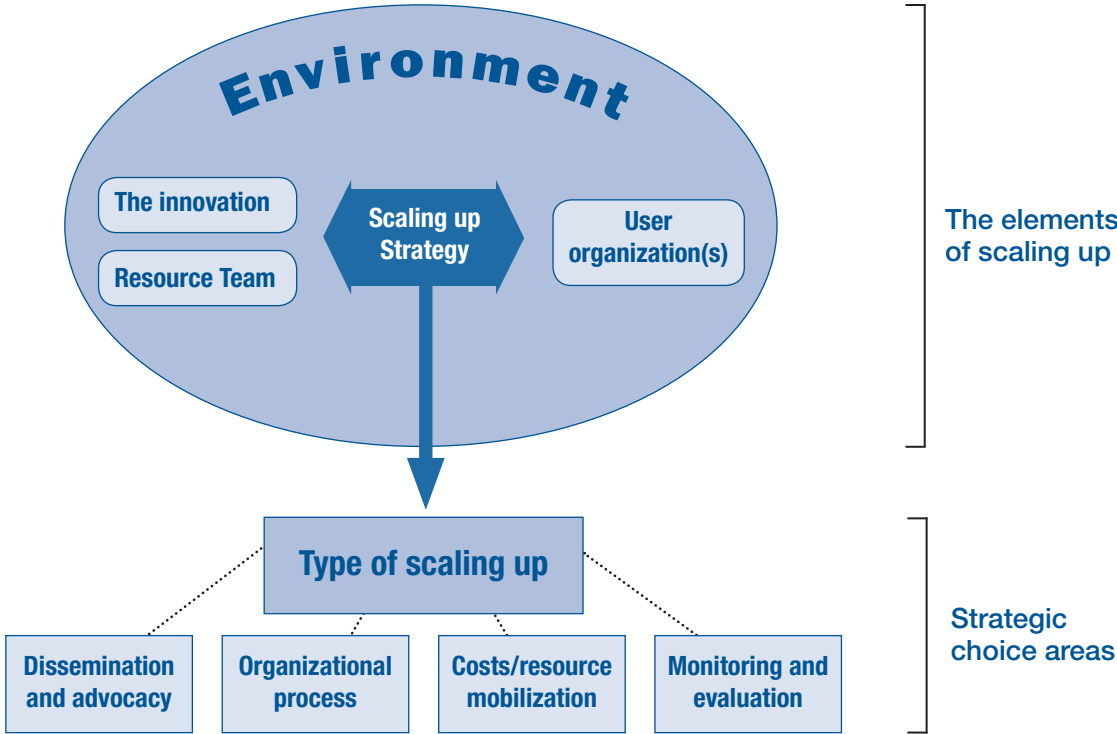 Environment
The innovation
Resource Team
Scaling up
Strategy
User
organization(s)
The elements
of scaling up
Type of scaling up
Dissemination
and advocacy
Organizational
process
Costs/resource
mobilization
Monitoring and
evaluation
Strategic
choice areas